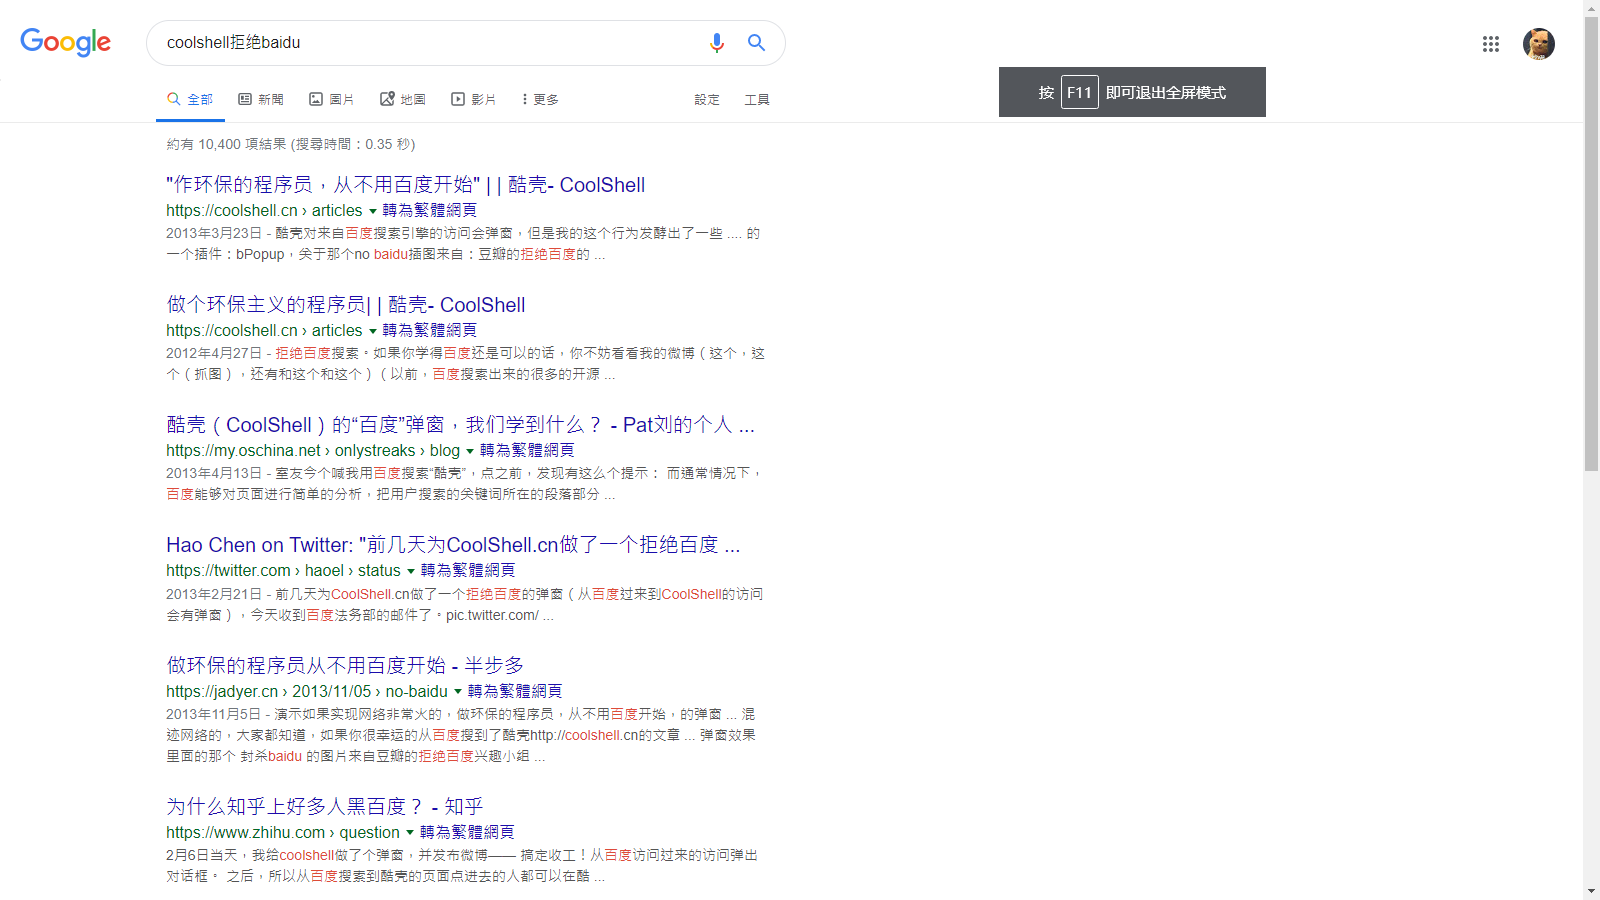 Google
coolshell拒绝baidu
全部 新聞 圖片 地圖 影片 更多 設定 工具
按 F11 即可退出全屏模式
約有 10,400 項結果 (搜尋時間：0.35 秒)
"作环保的程序员，从不用百度开始" | | 酷壳- CoolShell
https://coolshell.cn › articles 轉為繁體網頁
2013年3月23日 - 酷壳对来自百度搜索引擎的访问会弹窗，但是我的这个行为发酵出了一些 .... 的
一个插件：bPopup，关于那个no baidu插图来自：豆瓣的拒绝百度的 ...
做个环保主义的程序员| | 酷壳- CoolShell
https://coolshell.cn › articles 轉為繁體網頁
2012年4月27日 - 拒绝百度搜索。如果你学得百度还是可以的话，你不妨看看我的微博（这个，这
个（抓图），还有和这个和这个）（以前，百度搜索出来的很多的开源 ...
酷壳（CoolShell）的“百度”弹窗，我们学到什么？ - Pat刘的个人 ...
https://my.oschina.net › onlystreaks › blog 轉為繁體網頁
2013年4月13日 - 室友今个喊我用百度搜索“酷壳”，点之前，发现有这么个提示： 而通常情况下，
百度能够对页面进行简单的分析，把用户搜索的关键词所在的段落部分 ...
Hao Chen on Twitter: "前几天为CoolShell.cn做了一个拒绝百度 ...
https://twitter.com › haoel › status 轉為繁體網頁
2013年2月21日 - 前几天为CoolShell.cn做了一个拒绝百度的弹窗（从百度过来到CoolShell的访问
会有弹窗），今天收到百度法务部的邮件了。pic.twitter.com/ ...
做环保的程序员从不用百度开始 - 半步多
https://jadyer.cn › 2013/11/05 › no-baidu 轉為繁體網頁
2013年11月5日 - 演示如果实现网络非常火的，做环保的程序员，从不用百度开始，的弹窗 ... 混
迹网络的，大家都知道，如果你很幸运的从百度搜到了酷壳http://coolshell.cn的文章 ... 弹窗效果
里面的那个 封杀baidu 的图片来自豆瓣的拒绝百度兴趣小组 ...
为什么知乎上好多人黑百度？ - 知乎
https://www.zhihu.com › question 轉為繁體網頁
2月6日当天，我给coolshell做了个弹窗，并发布微博—— 搞定收工！从百度访问过来的访问弹出
对话框。 之后，所以从百度搜索到酷壳的页面点进去的人都可以在酷 ...